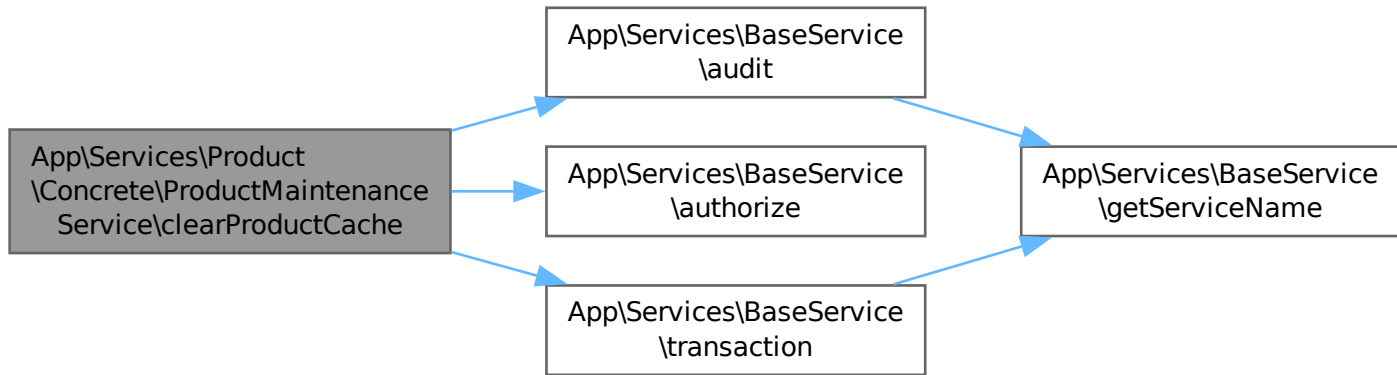 App\Services\Product
\Concrete\ProductMaintenance
Service\clearProductCache
App\Services\BaseService
\audit
App\Services\BaseService
\authorize
App\Services\BaseService
\transaction
App\Services\BaseService
\getServiceName